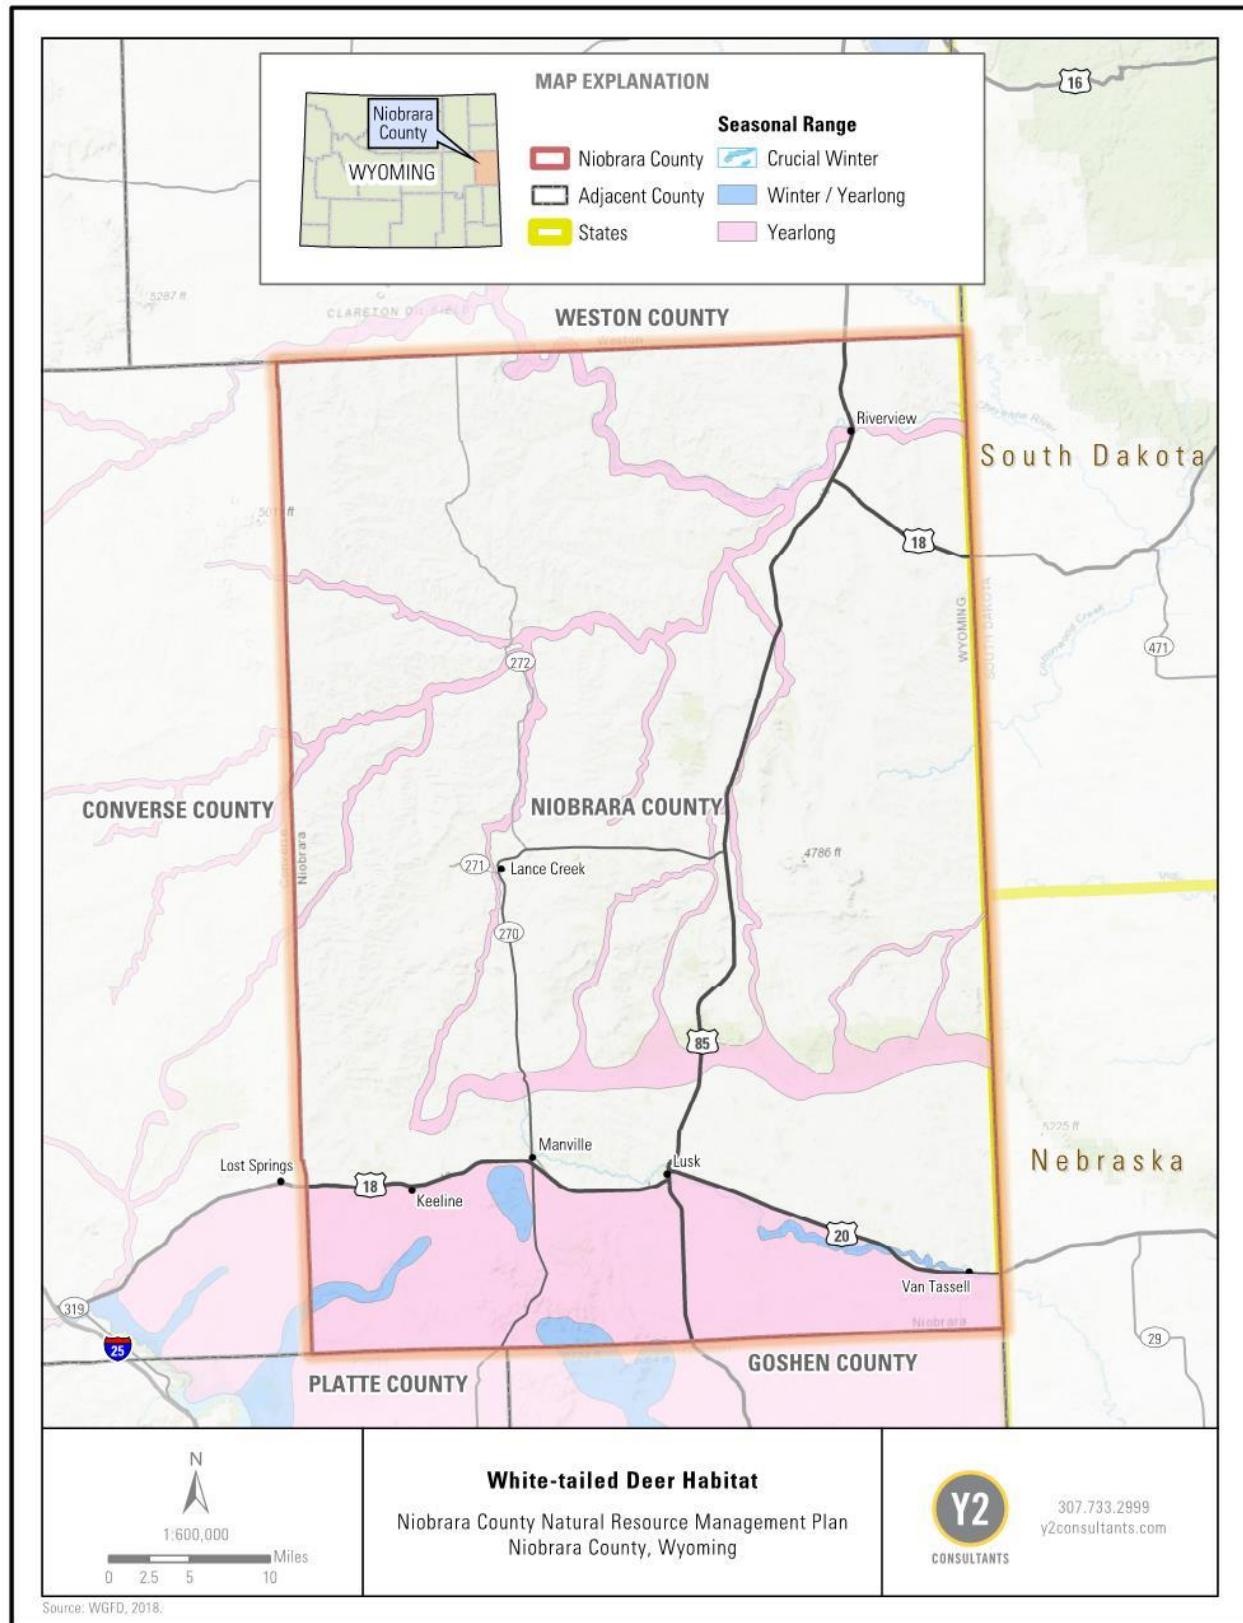 MAP EXPLANATION
Niobrara
County
WYOMING
Niobrara County
Adjacent County
States
Seasonal Range
Crucial Winter
Winter / Yearlong
Yearlong
16
5287 ft
CLARETON OIL FIELD
WESTON COUNTY
Weston
Riverview
Cheyenne River
South Dakota
18
WYOMING
SOUTH DAKOTA
Cottonwood Creek
471
272
CONVERSE COUNTY
Converse
Niobrara
NIOBRARA COUNTY
4786 ft
271
Lance Creek
270
85
5225 ft
Nebraska
Lost Springs
18
Keeline
Manville
Lusk
20
Van Tassell
Niobrara
319
25
29
PLATTE COUNTY
GOSHEN COUNTY
N
1:600,000
Miles
0 2.5 5 10
White-tailed Deer Habitat
Niobrara County Natural Resource Management Plan
Niobrara County, Wyoming
Y2
CONSULTANTS
307.733.2999
y2consultants.com
Source: WGFD, 2018.